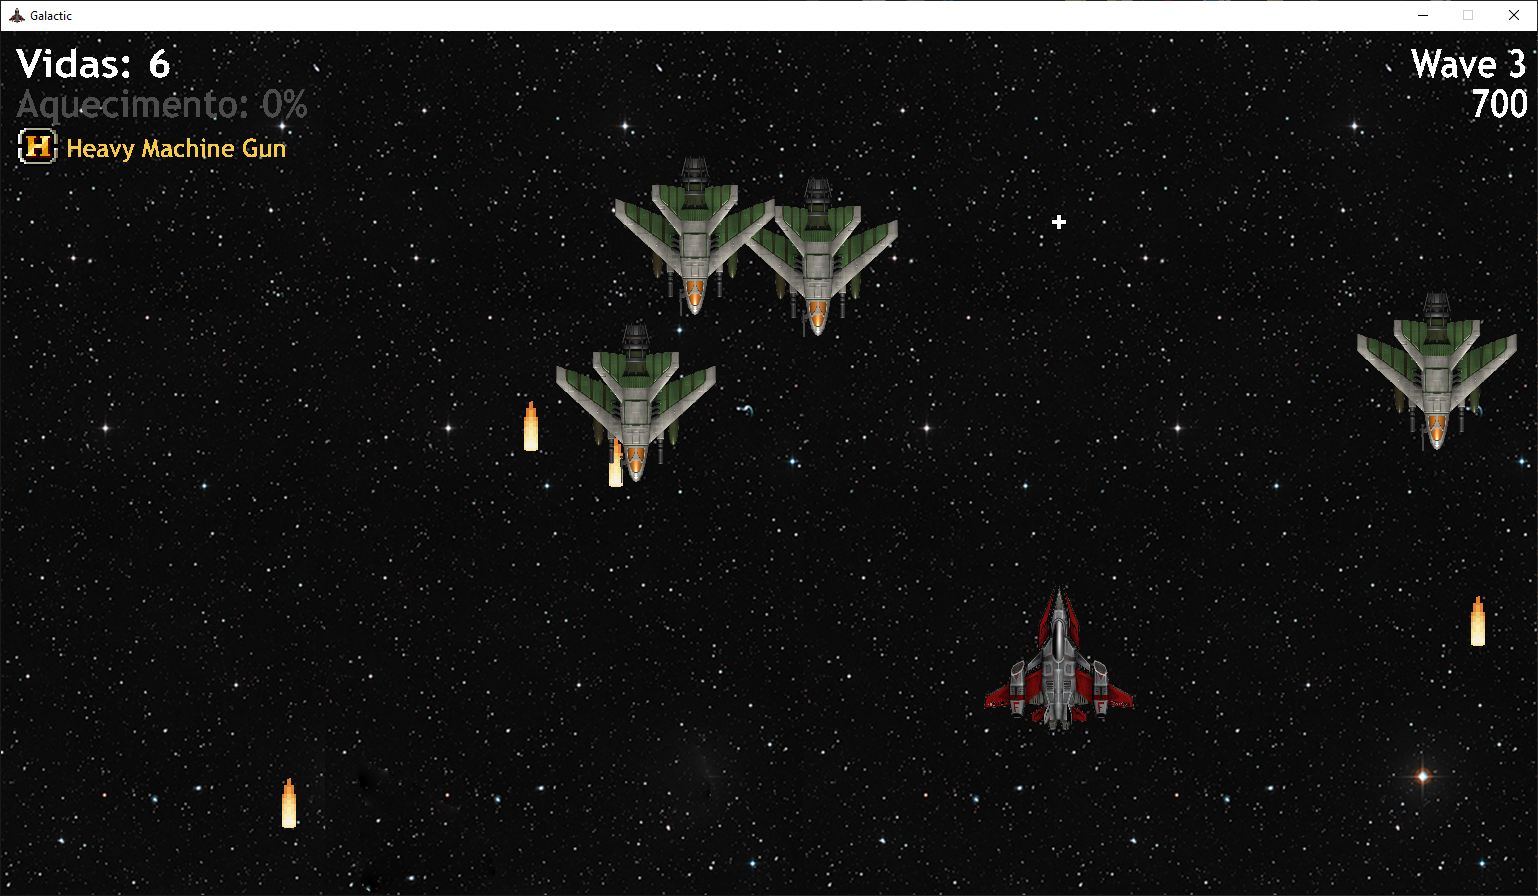 Galactic
Vidas: 6
Wave 3
Aquecimento: 0%
700
H Heavy Machine Gun
F F